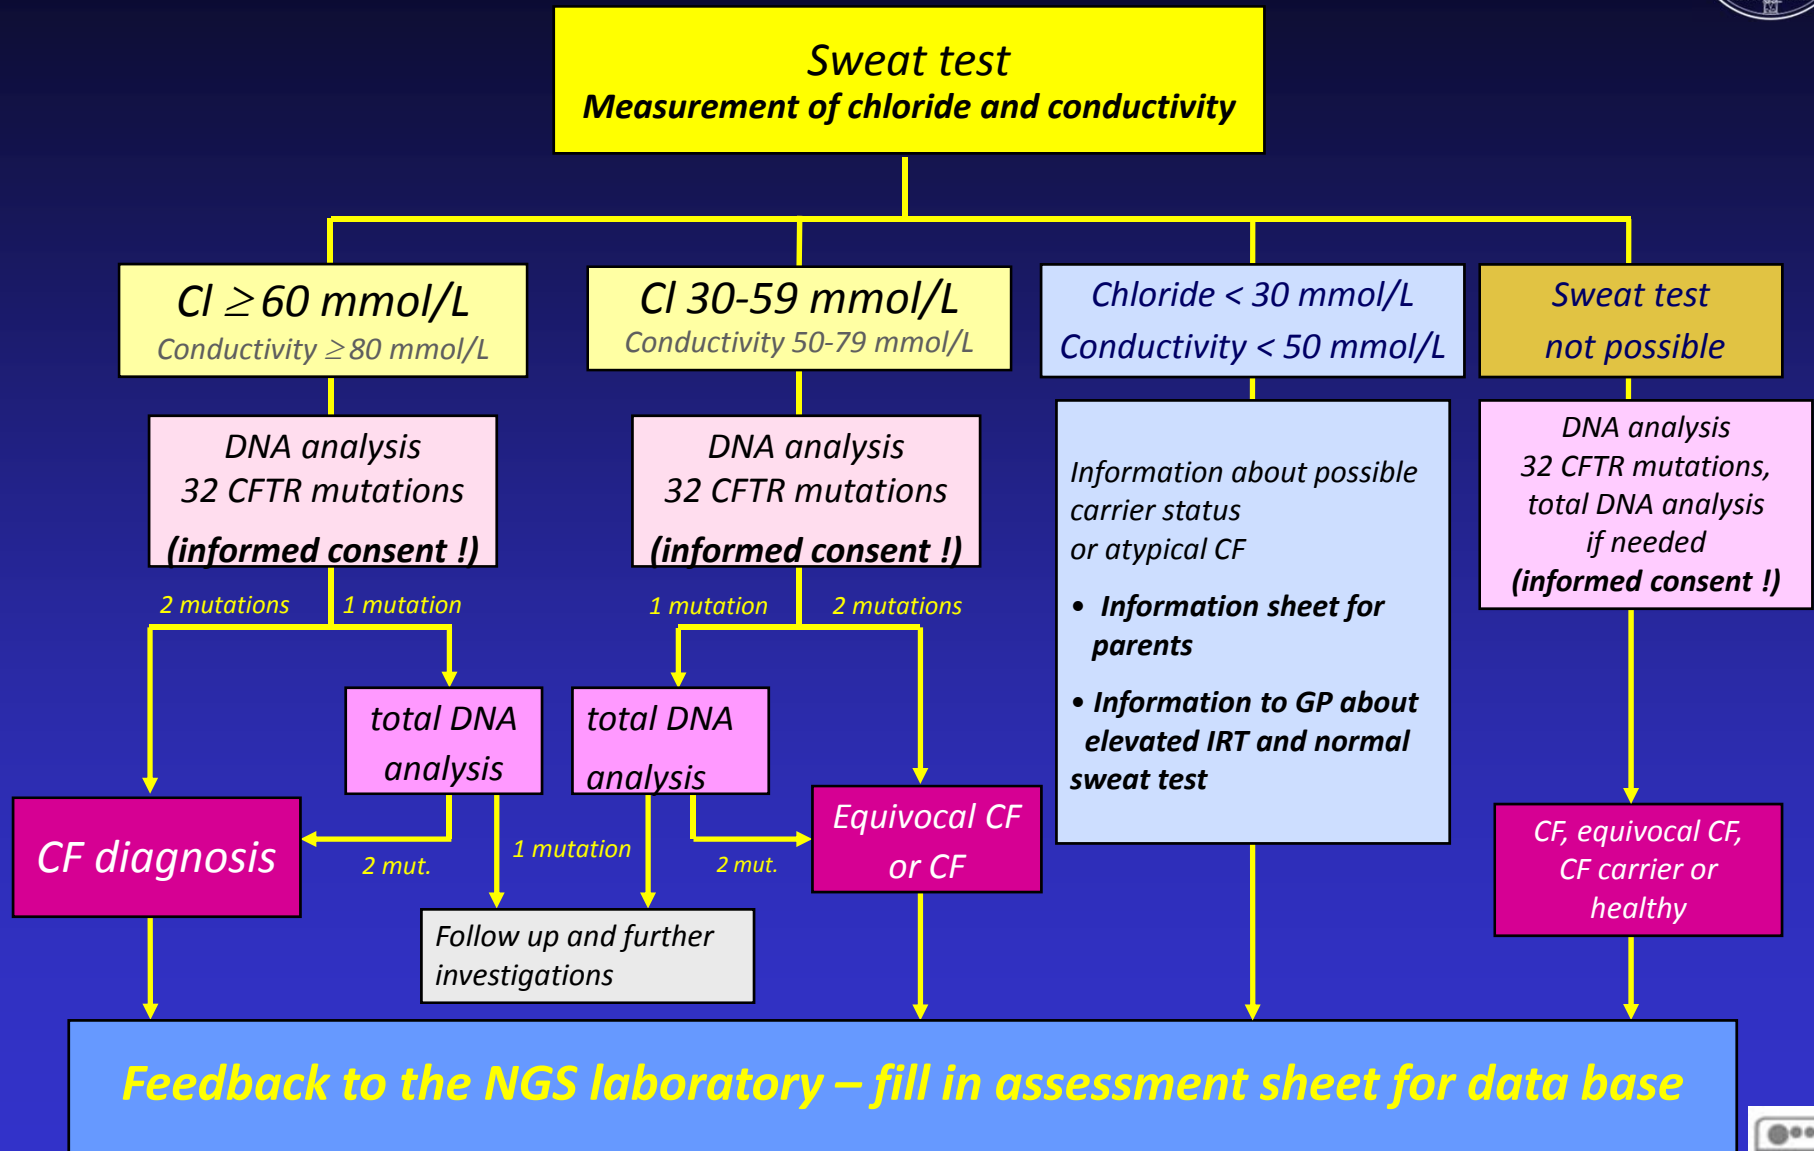 Sweat test
Measurement of chloride and conductivity
Cl ≥ 60 mmol/L
Conductivity ≥ 80 mmol/L
Cl 30-59 mmol/L
Conductivity 50-79 mmol/L
Chloride < 30 mmol/L
Conductivity < 50 mmol/L
Sweat test
not possible
DNA analysis
32 CFTR mutations
(informed consent !)
DNA analysis
32 CFTR mutations
(informed consent !)
Information about possible
carrier status
or atypical CF
• Information sheet for
parents
• Information to GP about
elevated IRT and normal
sweat test
DNA analysis
32 CFTR mutations,
total DNA analysis
if needed
(informed consent !)
2 mutations
1 mutation
1 mutation
2 mutations
total DNA
analysis
total DNA
analysis
CF diagnosis
2 mut.
1 mutation
2 mut.
Equivocal CF
or CF
CF, equivocal CF,
CF carrier or
healthy
Follow up and further
investigations
Feedback to the NGS laboratory – fill in assessment sheet for data base